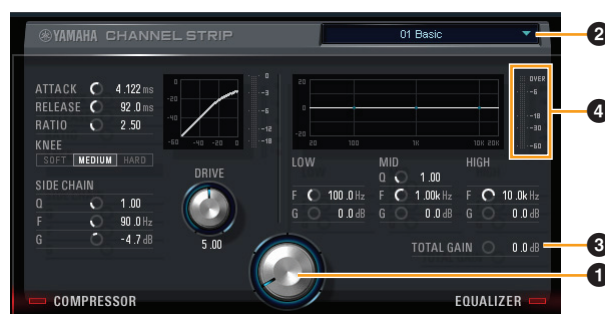 YAMAHA CHANNEL STRIP
01 Basic
2
ATTACK 4.122 ms
RELEASE 92.0 ms
RATIO 2.50
KNEE
SOFT MEDIUM HARD
SIDE CHAIN
Q 1.00
F 90.0 Hz
G -4.7 dB
0
-20
-40
-60 -40 -20 0
0
-3
-6
-12
-18
DRIVE
5.00
20
0
-20
20 100 1K 10K 20K
OVER
-6
-18
-30
-60
4
LOW MID HIGH
Q 1.00
F 100.0 Hz F 1.00k Hz F 10.0k Hz
G 0.0 dB G 0.0 dB G 0.0 dB
TOTAL GAIN 0.0 dB
3
1
COMPRESSOR
EQUALIZER